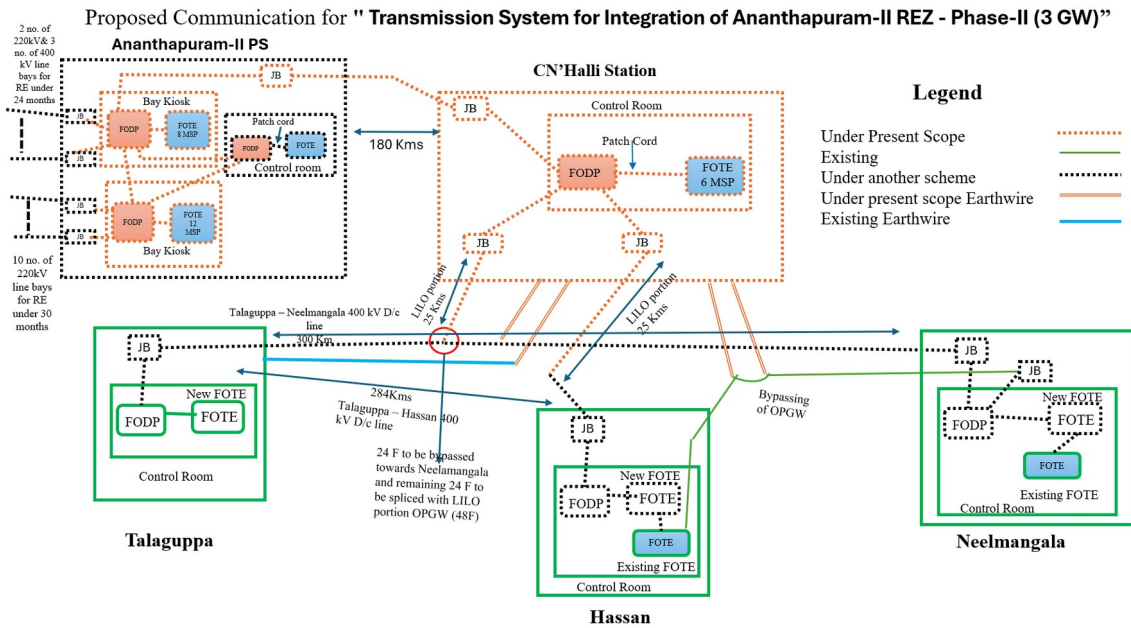 Proposed Communication for " Transmission System for Integration of Ananthapuram-II REZ - Phase-II (3 GW)”
2 no. of
220kV& 3
no. of 400
kV line
bays for
RE under
24 months
Ananthapuram-II PS
JB
Bay Kiosk
JB
FODP
FOTE
8 MSP
JB
Patch cord
FODP
FOTE
Control room
JB
FODP
FOTE
12
MSP
JB
Bay Kiosk
10 no. of
220kV
line bays
for RE
under 30
months
180 Kms
CN’Halli Station
JB
Control Room
Patch Cord
FODP
FOTE
6 MSP
JB
JB
LILO portion
25 Kms
LILO portion
25 Kms
Legend
Under Present Scope
Existing
Under another scheme
Under present scope Earthwire
Existing Earthwire
Talaguppa – Neelmangala 400 kV D/c
line
300 Km
284Kms
Talaguppa – Hassan 400
kV D/c line
24 F to be bypassed
towards Neelamangala
and remaining 24 F to
be spliced with LILO
portion OPGW (48F)
Bypassing
of OPGW
JB
New FOTE
FODP
FOTE
Control Room
Talaguppa
JB
New FOTE
FODP
FOTE
FOTE
Existing FOTE
Control Room
Hassan
JB
JB
New FOTE
FODP
FOTE
FOTE
Existing FOTE
Control Room
Neelmangala